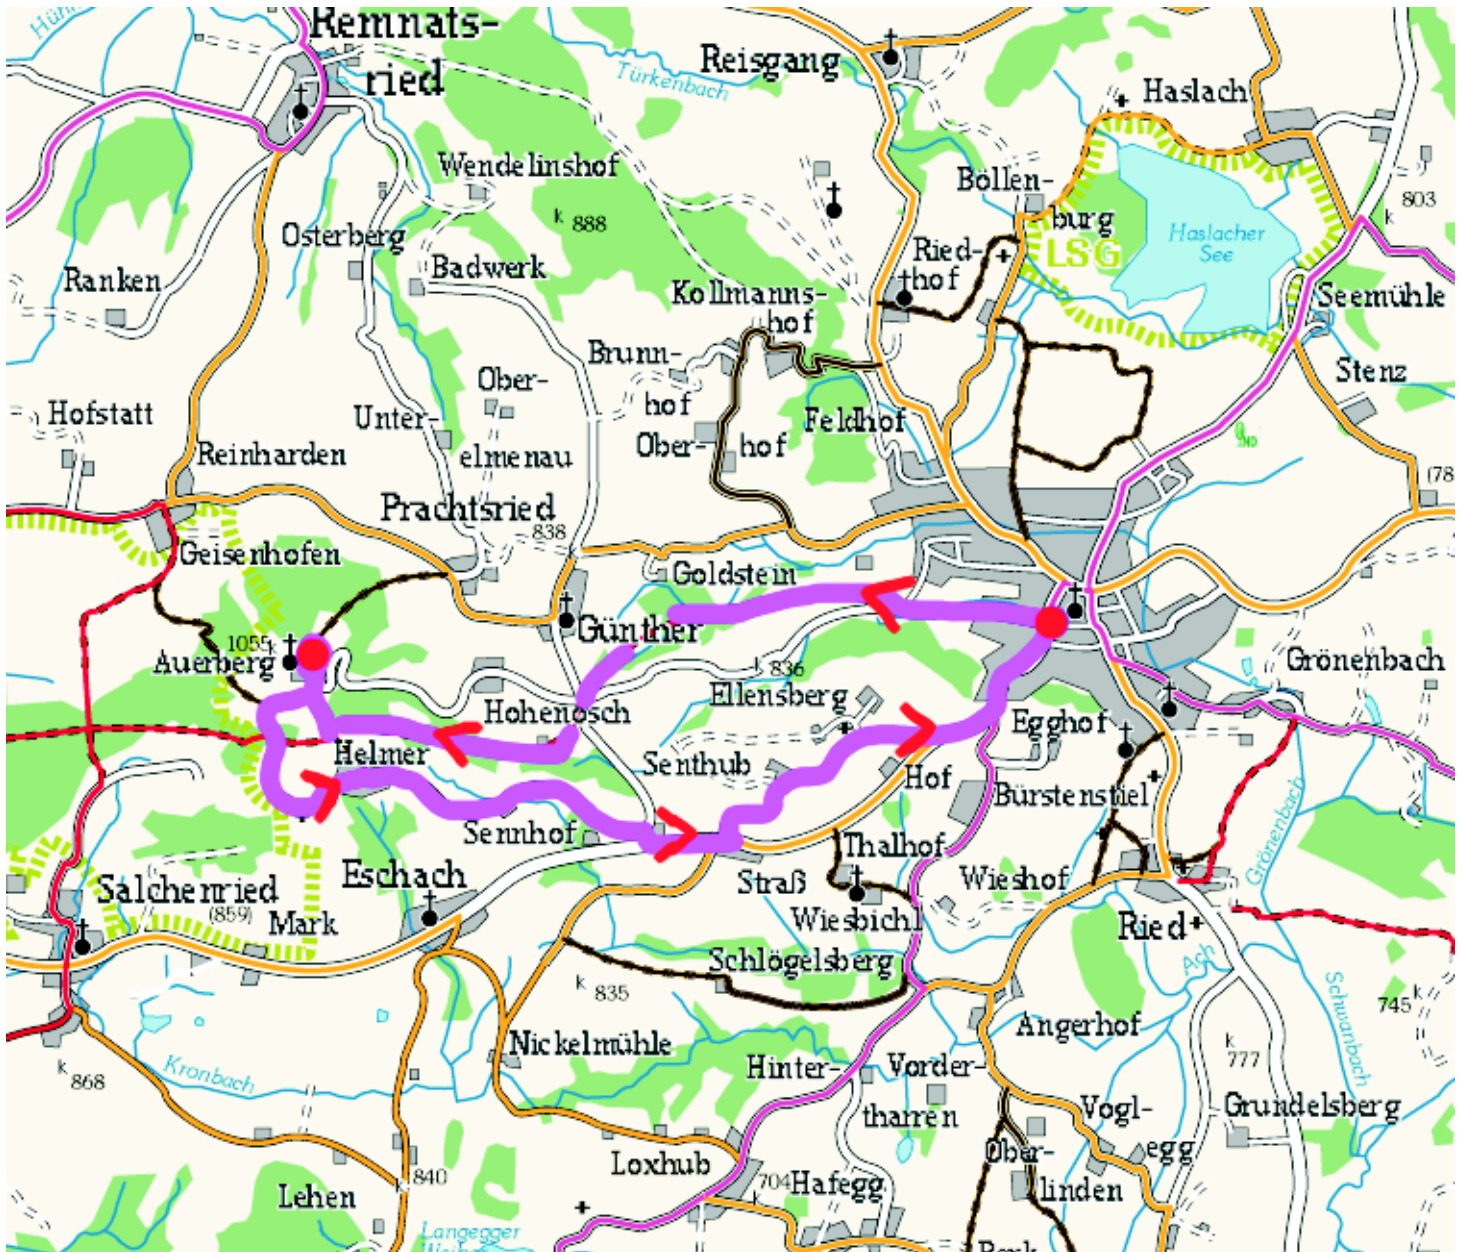 Remnats-
ried
Reisgang
Türkenbach
Haslach
Wendelinshof
Böllen-
burg
803
k 888
Osterberg
Haslacher
See
LSG
Ried-
hof
Ranken
Badwerk
Kollmanns-
hof
Seemühle
Brunn-
hof
Ober-
Stenz
Hofstatt
Unter-
elmenau
Feldhof
Ober-
hof
Reinharden
(78
Prachtsried
838
Geisenhofen
Goldstein
Günther
1055
Auerberg
k 836
Grönenbach
Ellensberg
Hohenösch
Egghof
Helmer
Senthub
Hof
Bürstenstiel
Grönenbach
Sennhof
Thalhof
Eschach
Straß
Wieshof
Salchenried
(859)
Mark
Wiesbichl
Ried
Schlögelsberg
Ach
k 835
745 k
Schwarzbach
Angerhof
Nickelmühle
k
777
Hinter-
tharren
Vorder-
k 868
Kronbach
Vogl-
egg
Grundelsberg
Ober-
linden
Loxhub
k 840
704
k
Hafegg
Lehen
Langegger